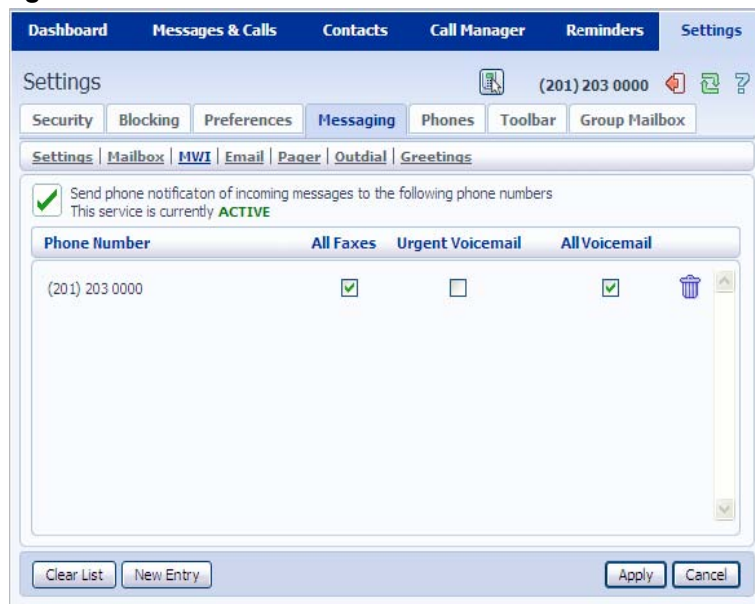 Dashboard Messages & Calls Contacts Call Manager Reminders Settings
Settings (201) 203 0000
Security Blocking Preferences Messaging Phones Toolbar Group Mailbox
Settings | Mailbox | MWI | Email | Pager | Outdial | Greetings
Send phone notificaton of incoming messages to the following phone numbers
This service is currently ACTIVE
Phone Number All Faxes Urgent Voicemail All Voicemail
(201) 203 0000
Clear List New Entry Apply Cancel